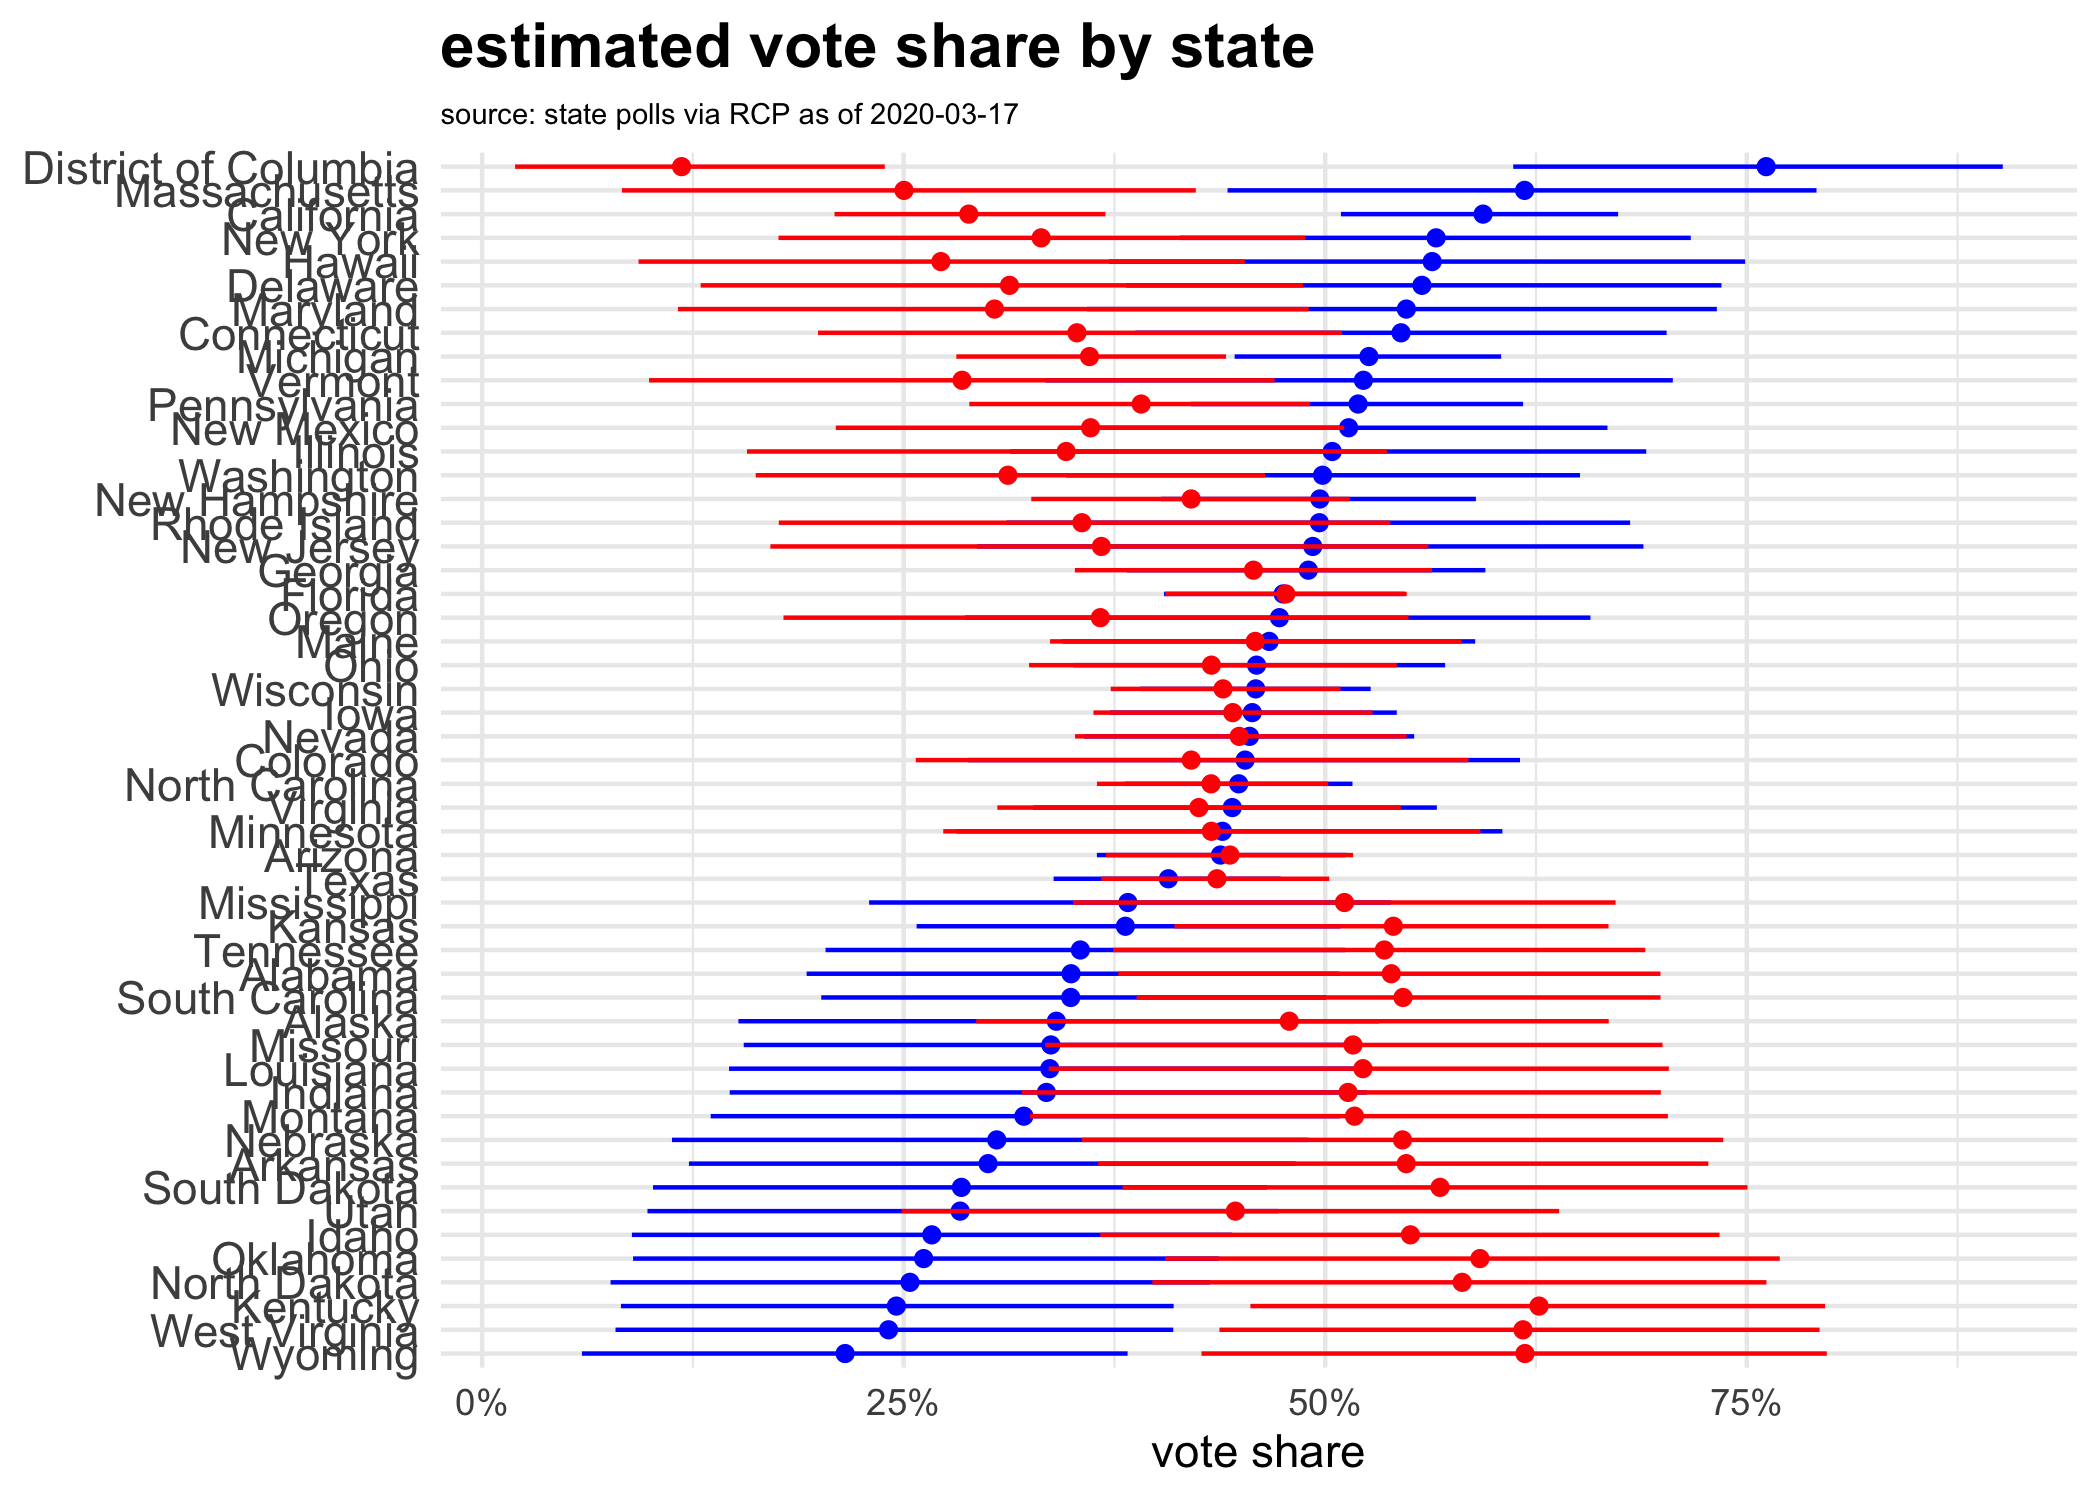 estimated vote share by state
source: state polls via RCP as of 2020-03-17
District of Columbia
Massachusetts
California
New York
Hawaii
Delaware
Maryland
Connecticut
Michigan
Vermont
Pennsylvania
New Mexico
Illinois
Washington
New Hampshire
Rhode Island
New Jersey
Georgia
Florida
Oregon
Maine
Ohio
Wisconsin
Iowa
Nevada
Colorado
North Carolina
Virginia
Minnesota
Arizona
Texas
Mississippi
Kansas
Tennessee
Alabama
South Carolina
Alaska
Missouri
Louisiana
Indiana
Montana
Nebraska
Arkansas
South Dakota
Utah
Idaho
Oklahoma
North Dakota
Kentucky
West Virginia
Wyoming
0% 25% 50% 75%
vote share